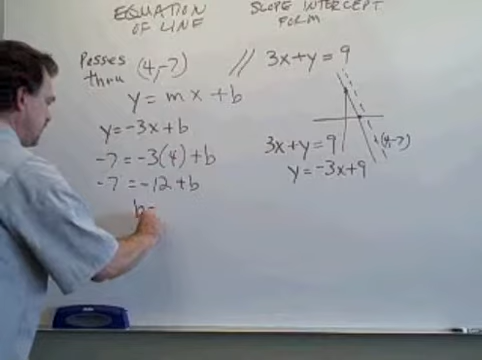 EQUATION OF LINE
SLOPE INTERCEPT FORM
Passes thru (4,-7) // 3x+y=9
y = mx + b
y=-3x+b
-7=-3(4)+b
-7=-12+b
b=
(4,-7)
3x+y=9
y=-3x+9